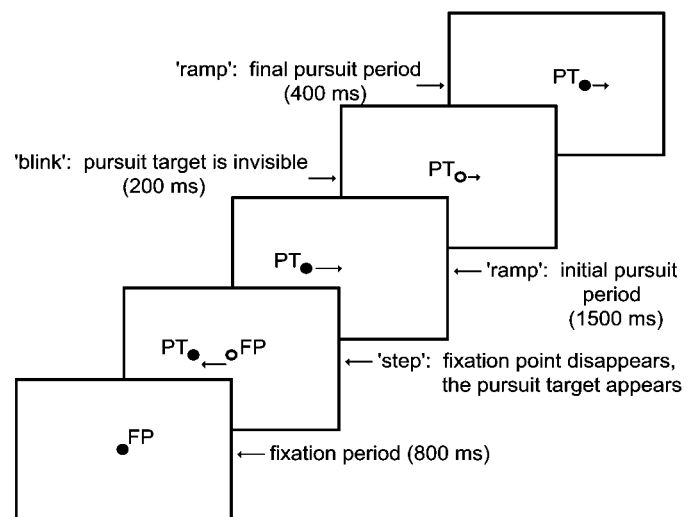 'ramp': final pursuit period
(400 ms)
PT
'blink': pursuit target is invisible
(200 ms)
PT
PT
'ramp': initial pursuit
period
(1500 ms)
PT FP
'step': fixation point disappears,
the pursuit target appears
FP
fixation period (800 ms)